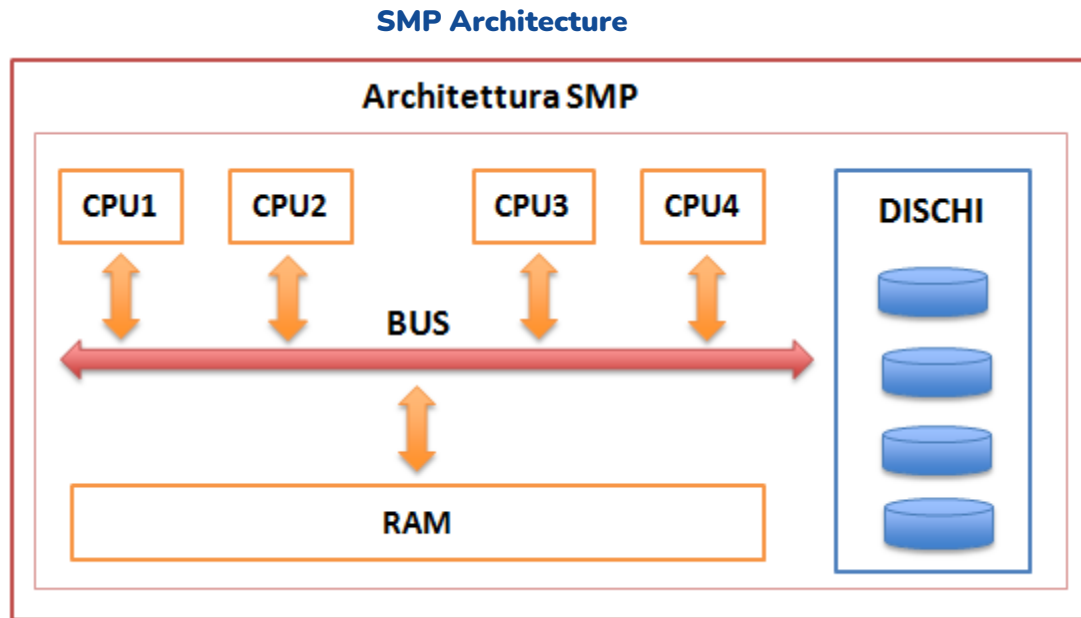 SMP Architecture
Architettura SMP
CPU1
CPU2
CPU3
CPU4
DISCHI
BUS
RAM